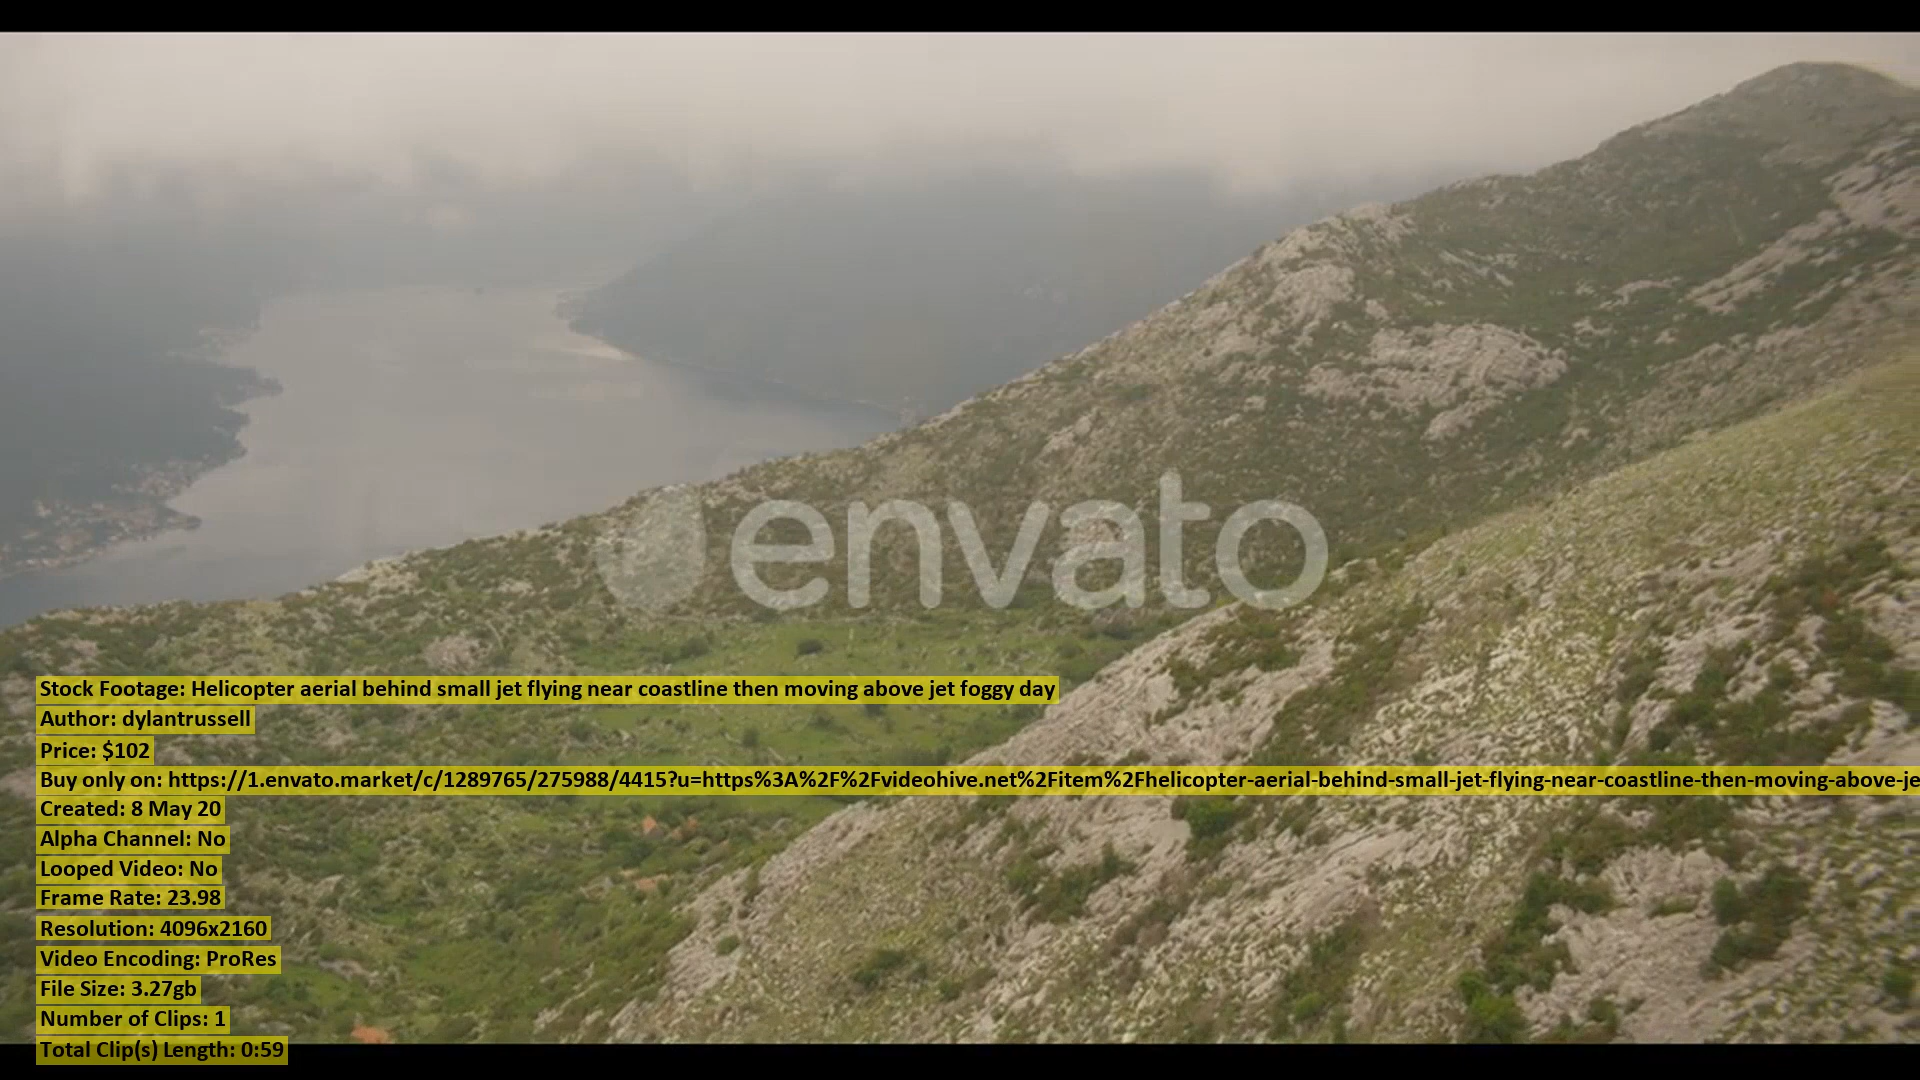 envato
Stock Footage: Helicopter aerial behind small jet flying near coastline then moving above jet foggy day
Author: dylantrussell
Price: $102
Buy only on: https://1.envato.market/c/1289765/275988/4415?u=https%3A%2F%2Fvideohive.net%2Fitem%2Fhelicopter-aerial-behind-small-jet-flying-near-coastline-then-moving-above-je
Created: 8 May 20
Alpha Channel: No
Looped Video: No
Frame Rate: 23.98
Resolution: 4096x2160
Video Encoding: ProRes
File Size: 3.27gb
Number of Clips: 1
Total Clip(s) Length: 0:59